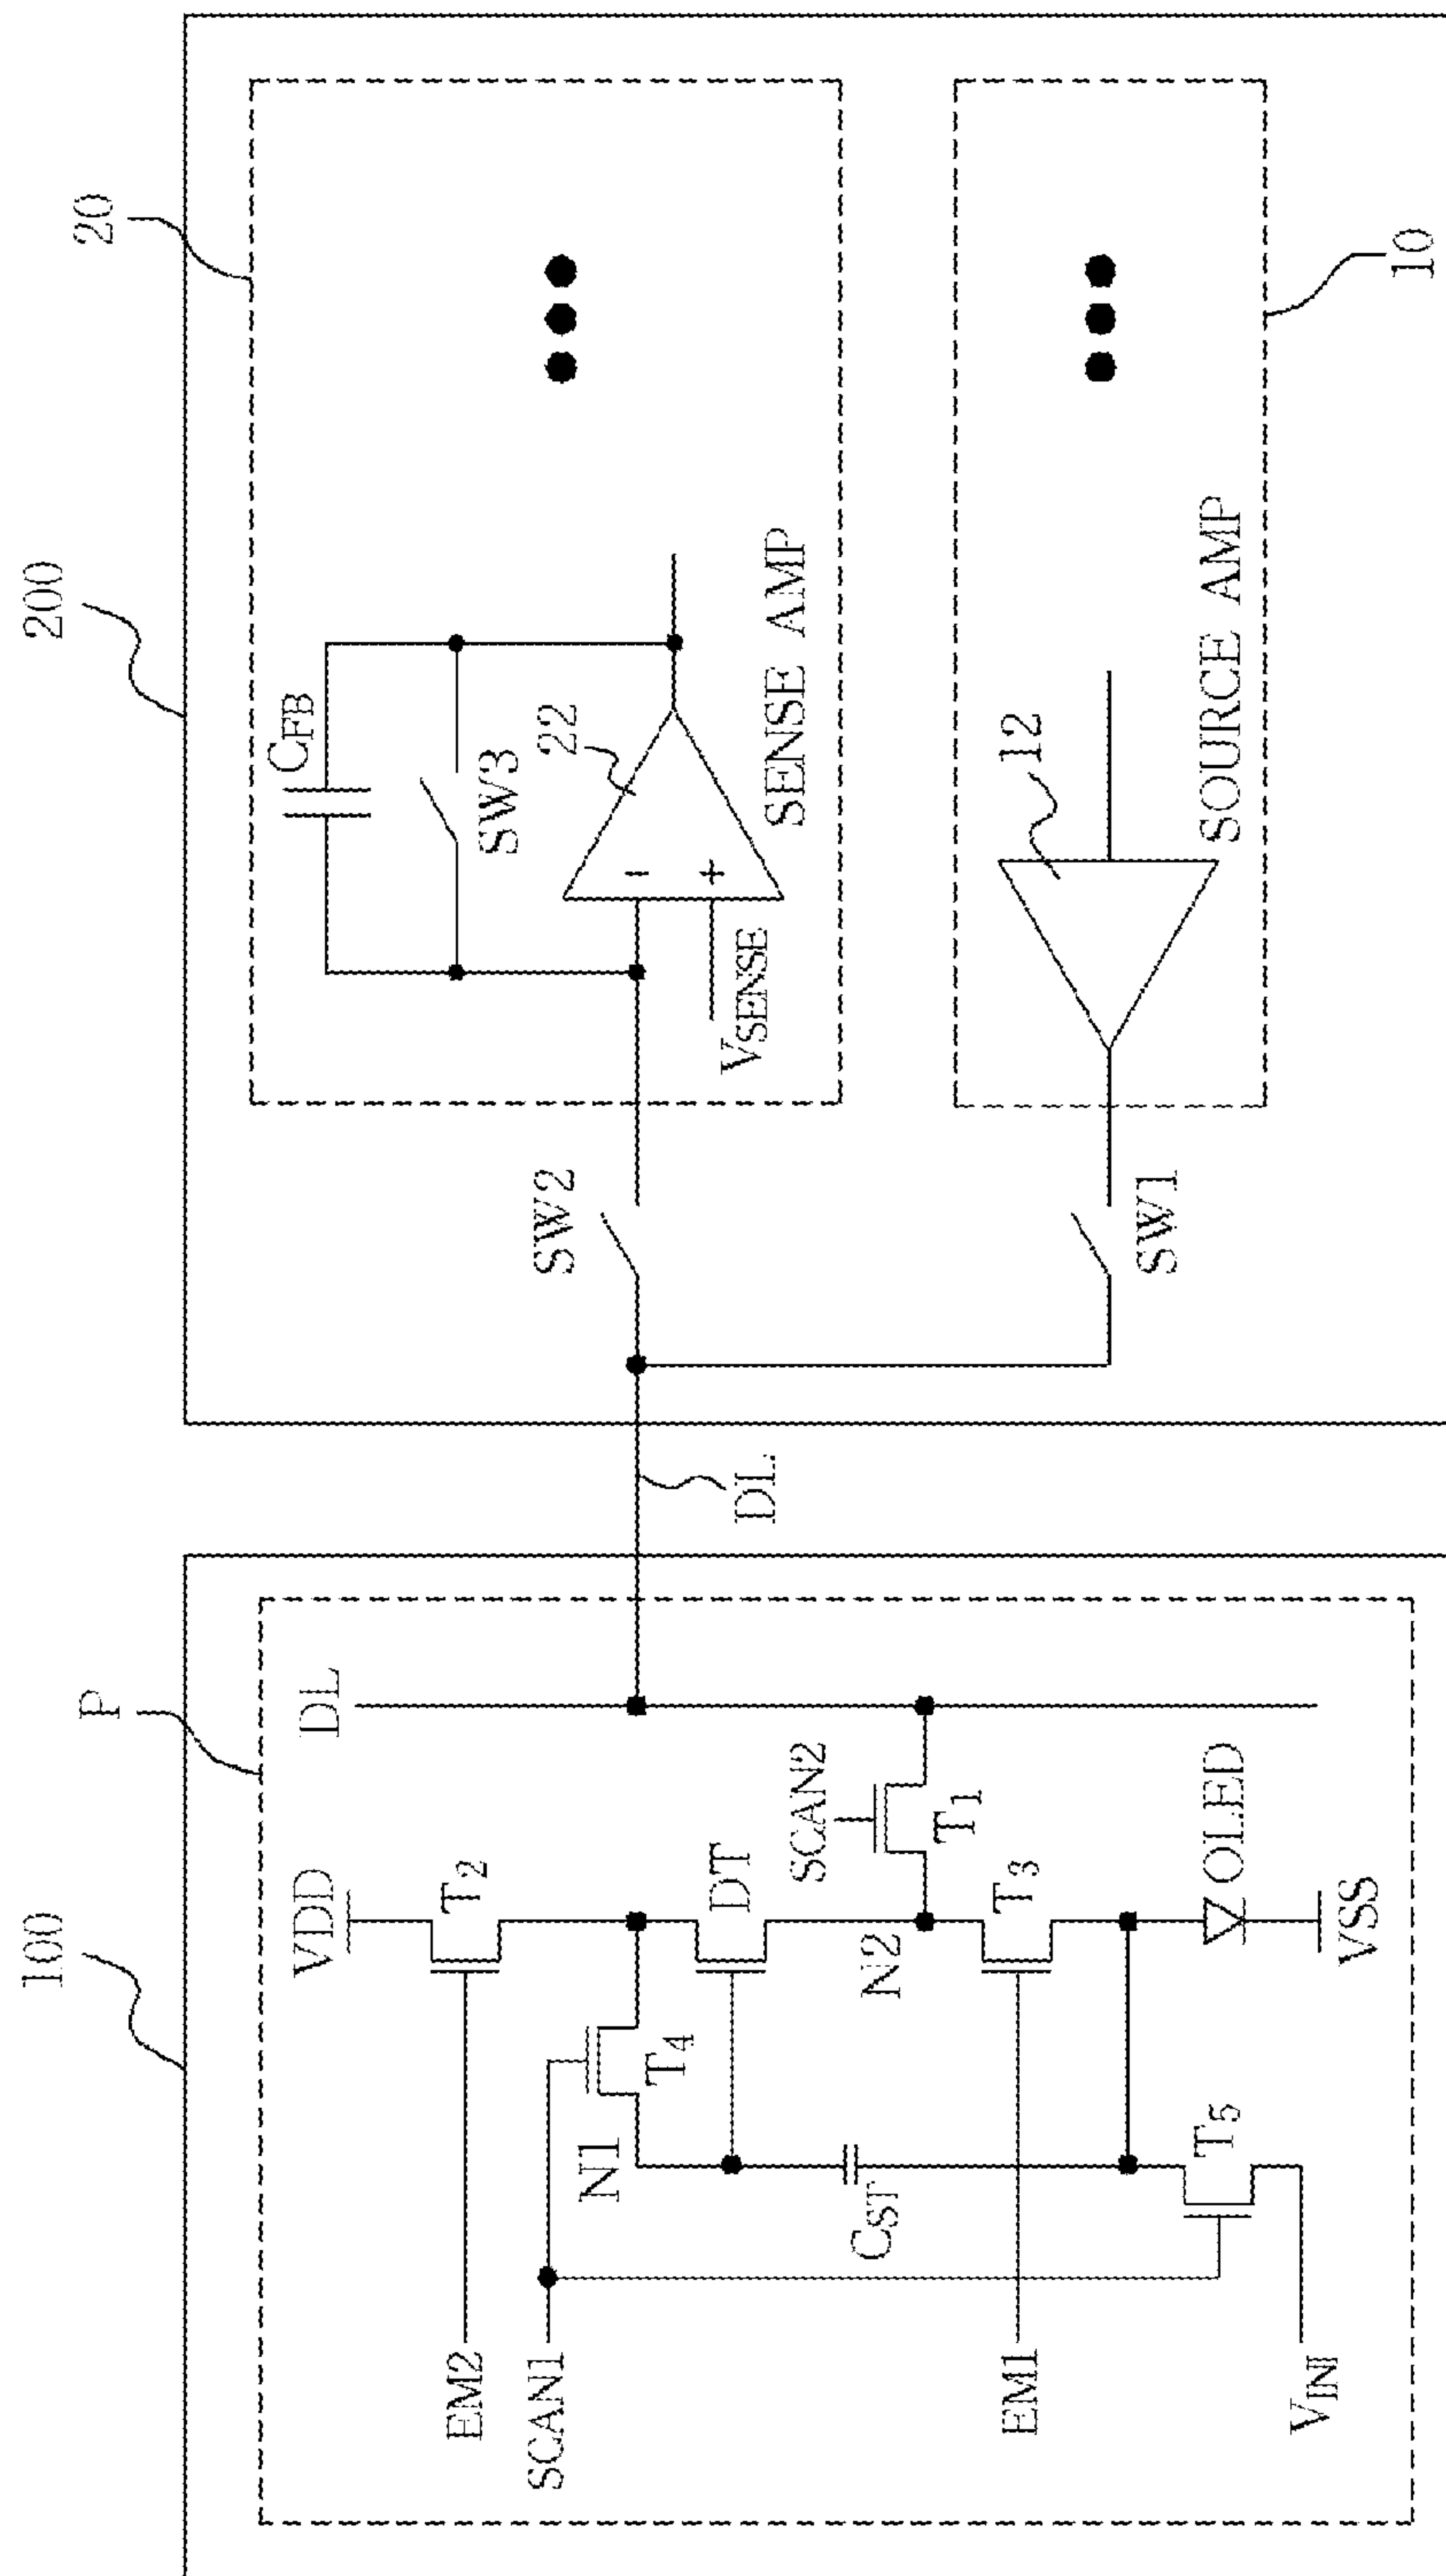 100
200
P
20
VDD
DL
EM2
T2
SCAN1
T4
N1
DT
SCAN2
T1
CST
N2
EM1
T3
OLED
T5
VINI
VSS
DL
SW2
CFB
SW3
22
VSENSE
-
+
SENSE AMP
SW1
12
SOURCE AMP
10